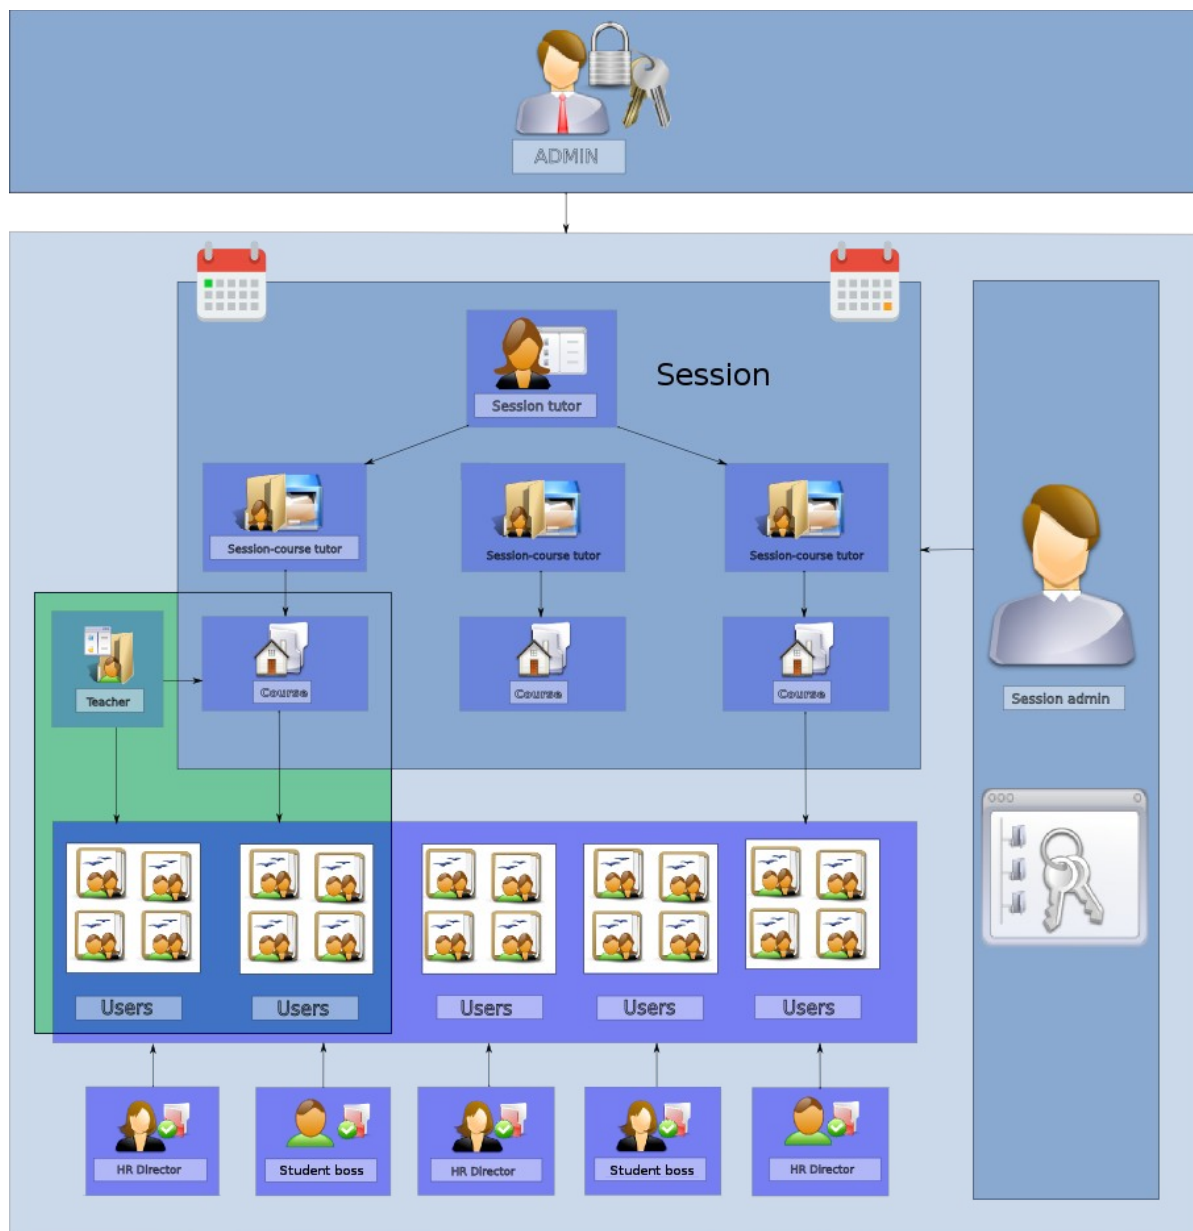 ADMIN
Session
Session tutor
Session-course tutor
Session-course tutor
Session-course tutor
Teacher
Course
Course
Course
Session admin
Users
Users
Users
Users
Users
HR Director
Student boss
HR Director
Student boss
HR Director